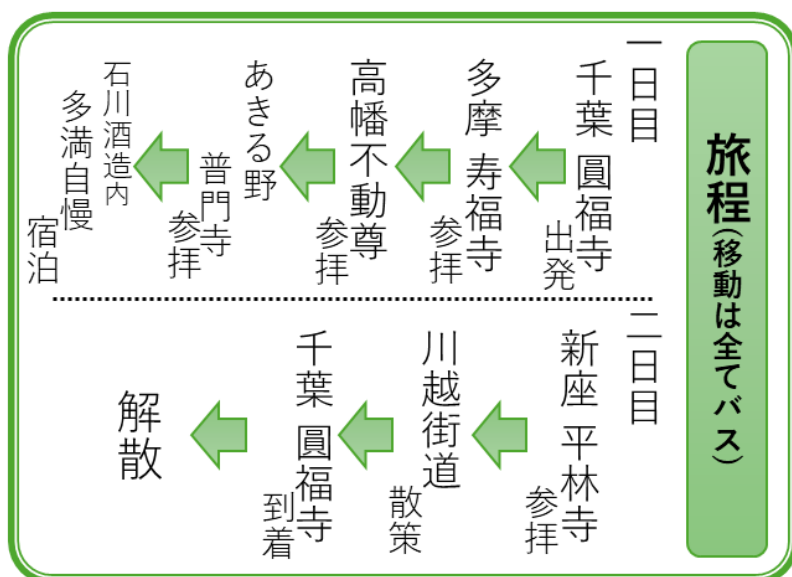 旅程(移動は全てバス)
一日目
千葉 圓福寺
出発
多摩 寿福寺
参拝
高幡不動尊
参拝
あきる野
普門寺
参拝
石川酒造内
多満自慢
宿泊
二日目
新座 平林寺
参拝
川越街道
散策
千葉 圓福寺
到着
解散